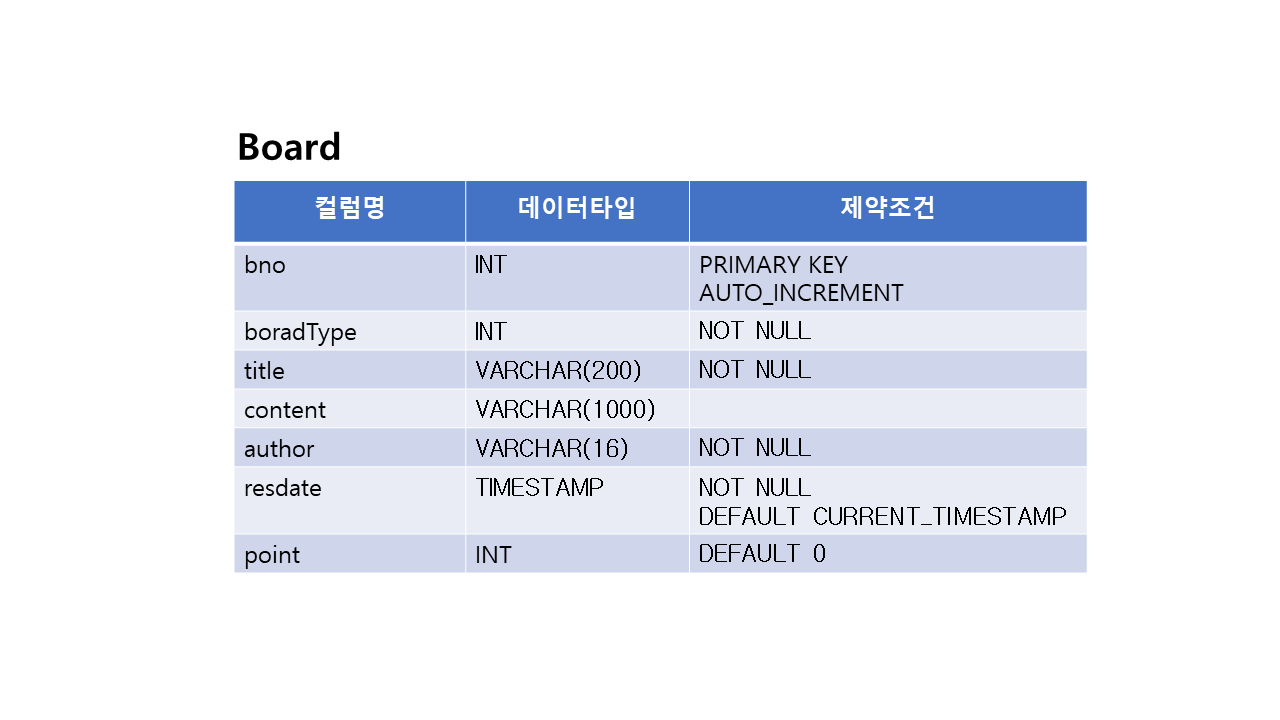 Board
컬럼명 데이터타입 제약조건
bno INT PRIMARY KEY
AUTO_INCREMENT
boradType INT NOT NULL
title VARCHAR(200) NOT NULL
content VARCHAR(1000)
author VARCHAR(16) NOT NULL
resdate TIMESTAMP NOT NULL
DEFAULT CURRENT_TIMESTAMP
point INT DEFAULT 0